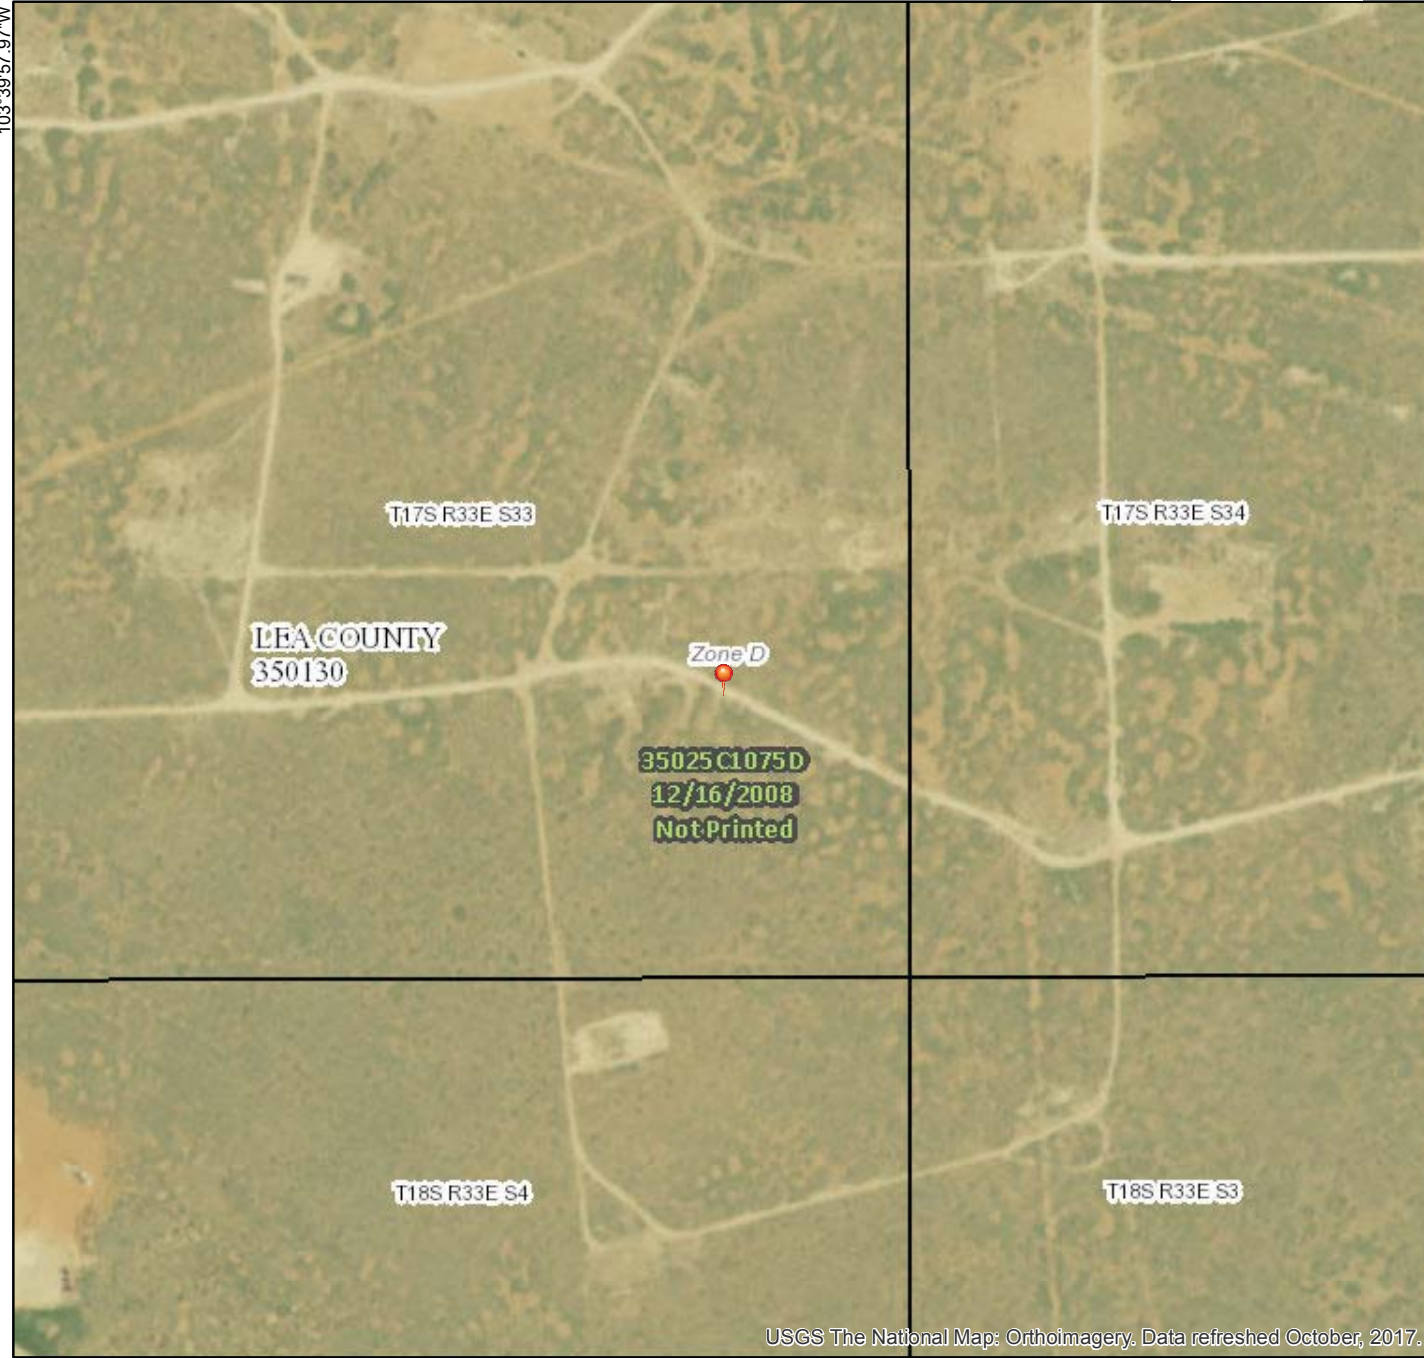 103°39'57.97"W
T17S R33E S33
T17S R33E S34
LEA COUNTY
350130
Zone D
35025C1075D
12/16/2008
Not Printed
T18S R33E S4
T18S R33E S3
USGS The National Map: Orthoimagery. Data refreshed October, 2017.